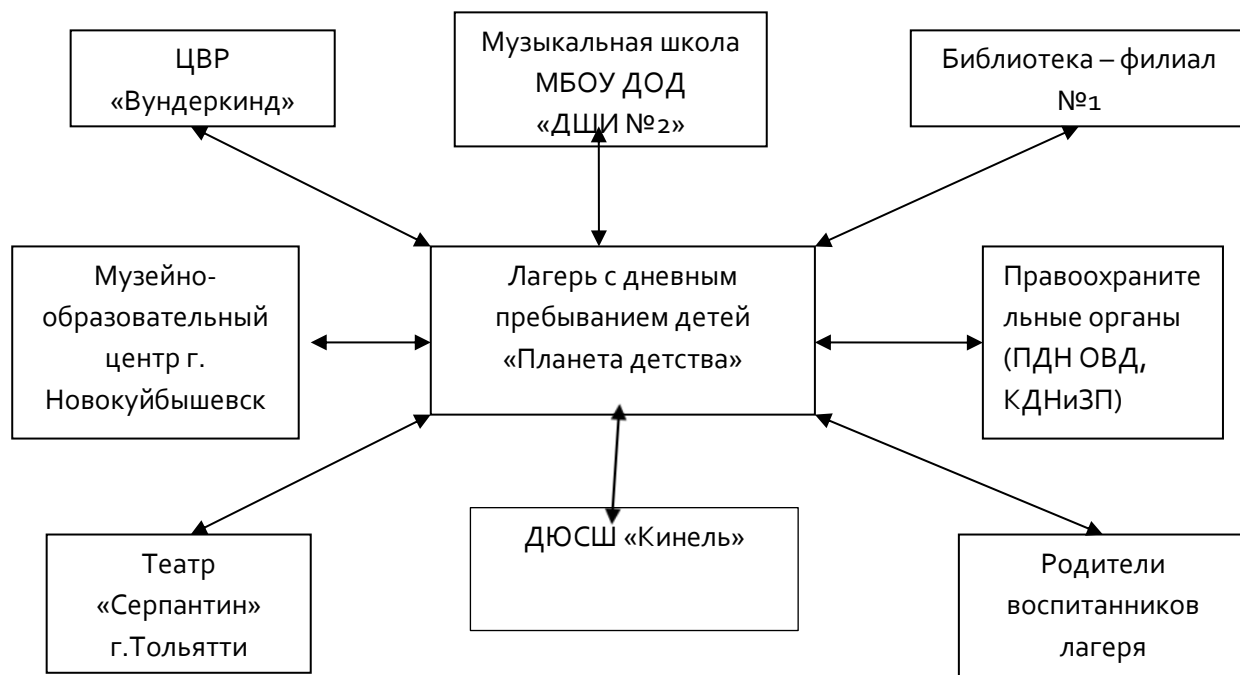 ЦВР
«Вундеркинд»
Музыкальная школа
МБОУ ДОД
«ДШИ №2»
Библиотека – филиал
№1
Музейно-
образовательный
центр г.
Новокуйбышевск
Лагерь с дневным
пребыванием детей
«Планета детства»
Правоохраните
льные органы
(ПДН ОВД,
КДНиЗП)
Театр
«Серпантин»
г.Тольятти
ДЮСШ «Кинель»
Родители
воспитанников
лагеря